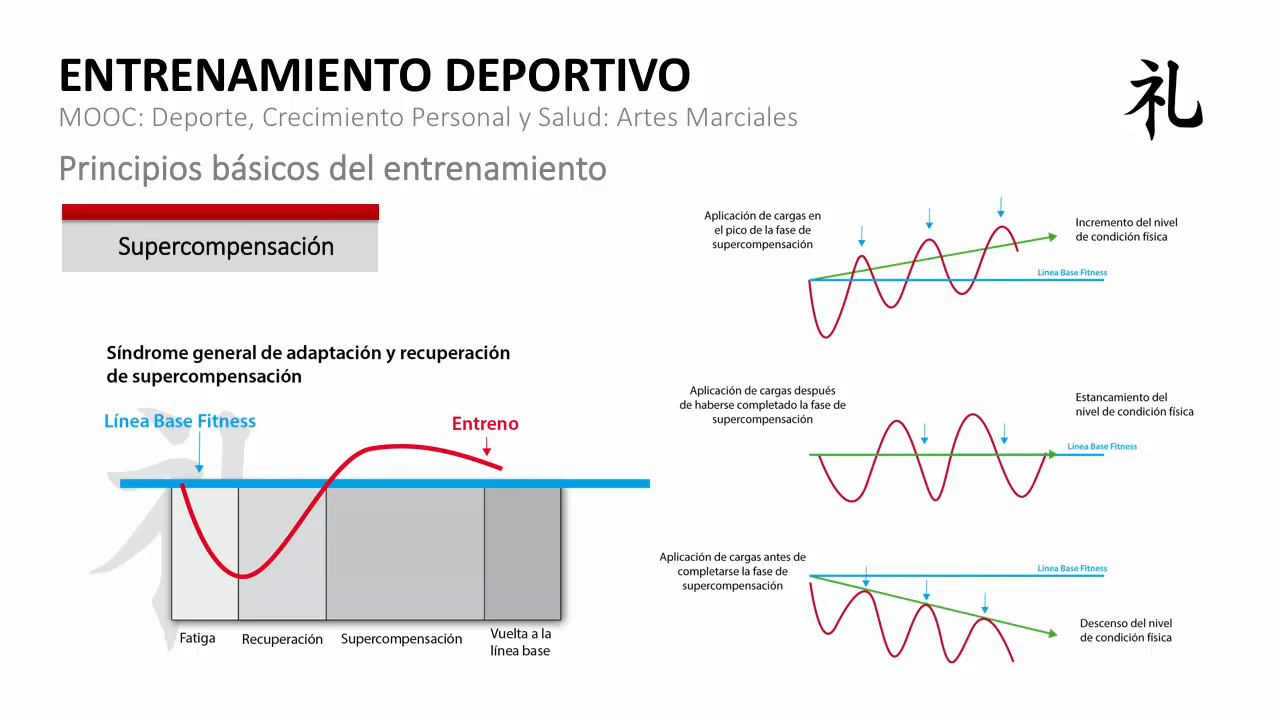 ENTRENAMIENTO DEPORTIVO
MOOC: Deporte, Crecimiento Personal y Salud: Artes Marciales
礼
Principios básicos del entrenamiento
Supercompensación
Síndrome general de adaptación y recuperación
de supercompensación
Línea Base Fitness
Entreno
礼
Fatiga
Recuperación
Supercompensación
Vuelta a la
línea base
Aplicación de cargas en
el pico de la fase de
supercompensación
Incremento del nivel
de condición física
Línea Base Fitness
Aplicación de cargas después
de haberse completado la fase de
supercompensación
Estancamiento del
nivel de condición física
Línea Base Fitness
Aplicación de cargas antes de
completarse la fase de
supercompensación
Línea Base Fitness
Descenso del nivel
de condición física